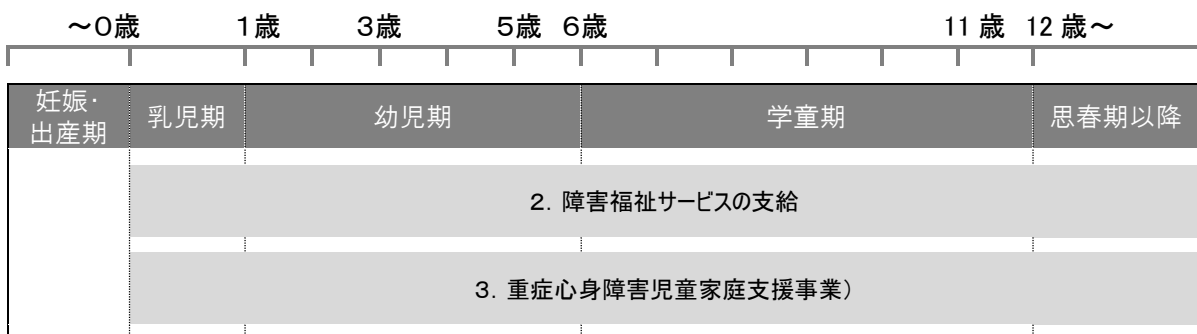 ～０歳 １歳 ３歳 ５歳 ６歳 11 歳 12 歳～
妊娠・
出産期 乳児期 幼児期 学童期 思春期以降
２．障害福祉サービスの支給
３．重症心身障害児童家庭支援事業）